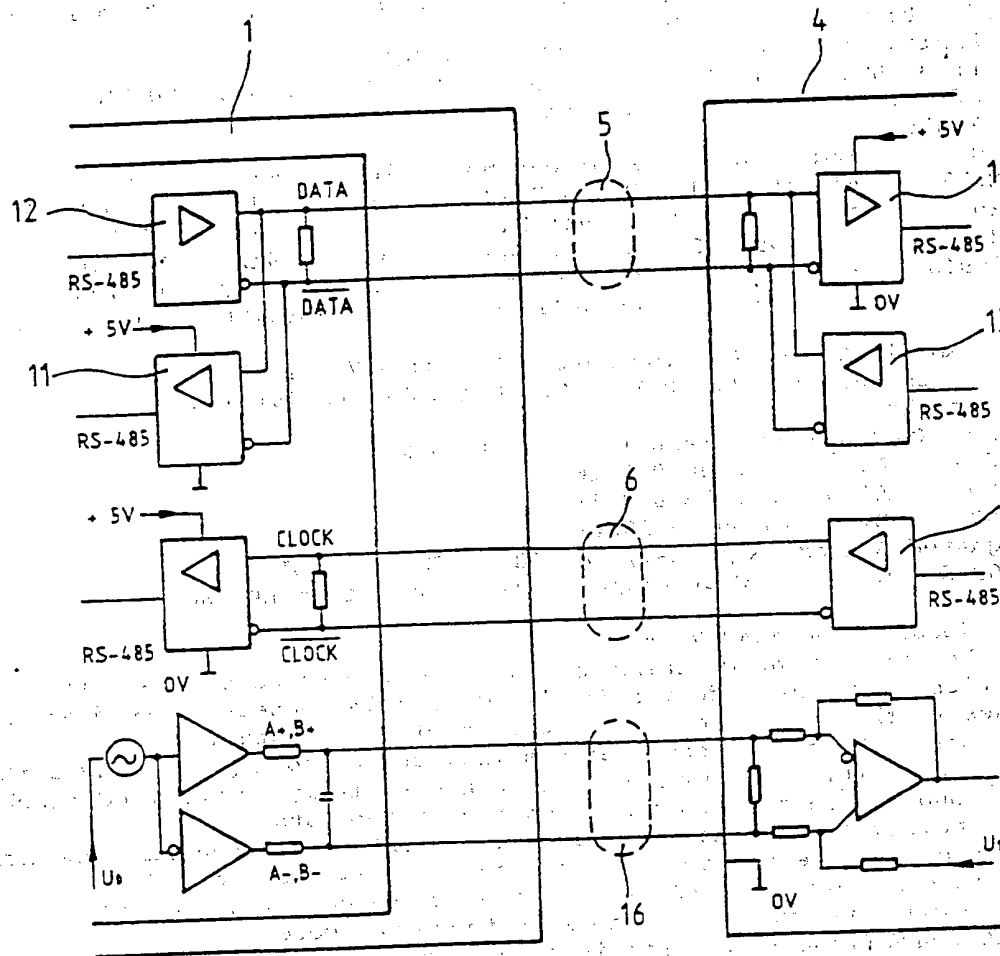 1
4
5
+ 5V
12
DATA
1
RS-485
RS-485
DATA
0V
+ 5V
11
RS-485
RS-485
6
+ 5V
CLOCK
RS-485
RS-485
CLOCK
0V
A+,B+
A-,B-
U₀
16
0V